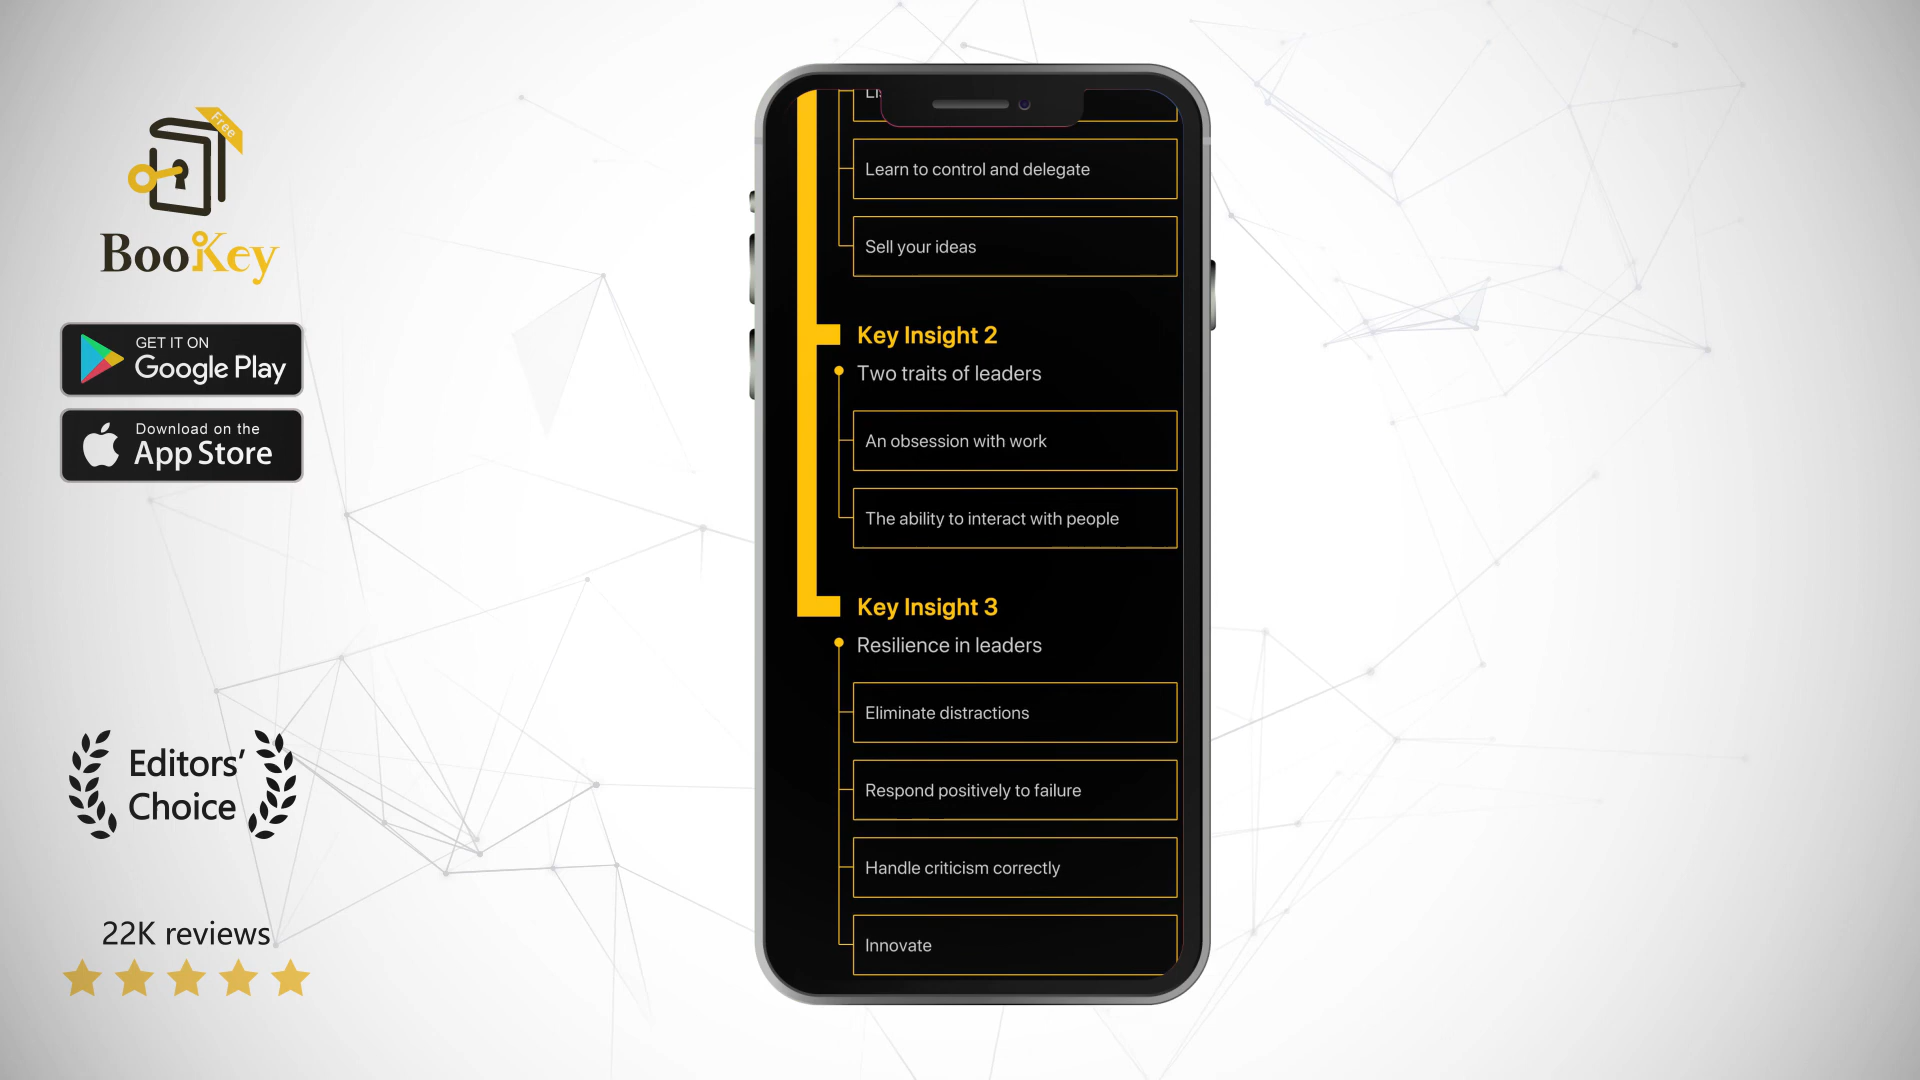 Free
Bookey
GET IT ON
Google Play
Download on the
App Store
Editors'
Choice
22K reviews
Learn to control and delegate
Sell your ideas
Key Insight 2
Two traits of leaders
An obsession with work
The ability to interact with people
Key Insight 3
Resilience in leaders
Eliminate distractions
Respond positively to failure
Handle criticism correctly
Innovate